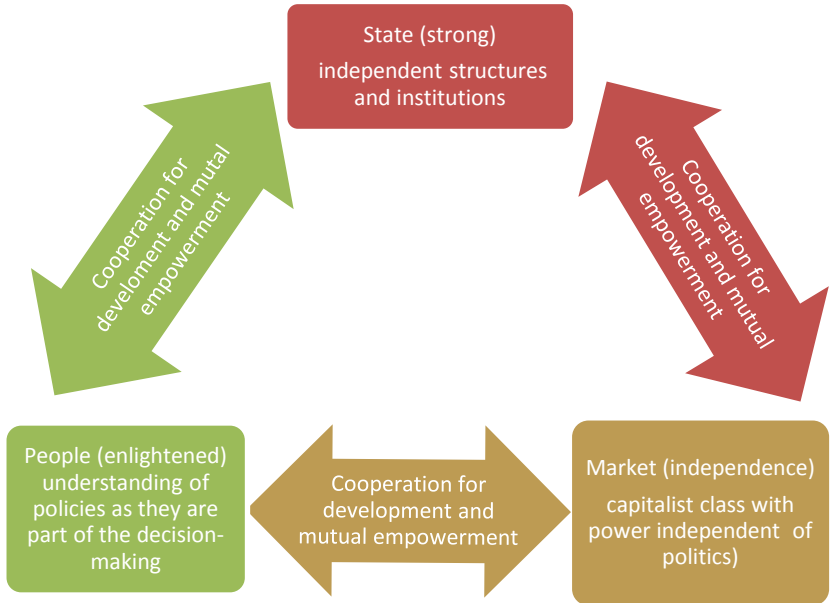 State (strong)
independent structures
and institutions
Cooperation for
develoment and mutal
empowerment
Cooperation for
development and mutual
empowerment
People (enlightened)
understanding of
policies as they are
part of the decision-
making
Cooperation for
development and
mutual empowerment
Market (independence)
capitalist class with
power independent of
politics)